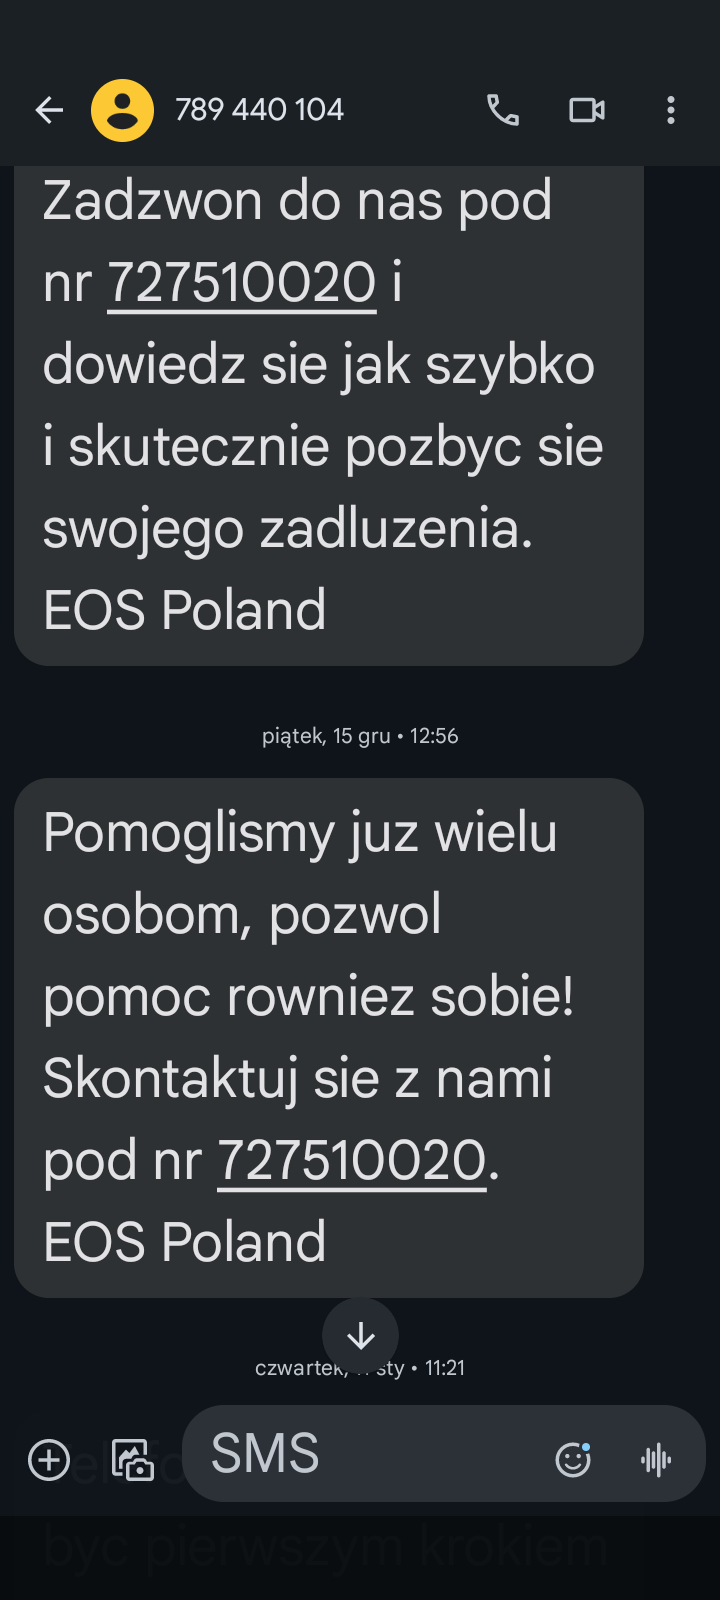 789 440 104
Zadzwon do nas pod
nr 727510020 i
dowiedz sie jak szybko
i skutecznie pozbyc sie
swojego zadluzenia.
EOS Poland
piątek, 15 gru • 12:56
Pomoglismy juz wielu
osobom, pozwol
pomoc rowniez sobie!
Skontaktuj sie z nami
pod nr 727510020.
EOS Poland
czwartek, sty • 11:21
SMS
byc pierwszym krokiem